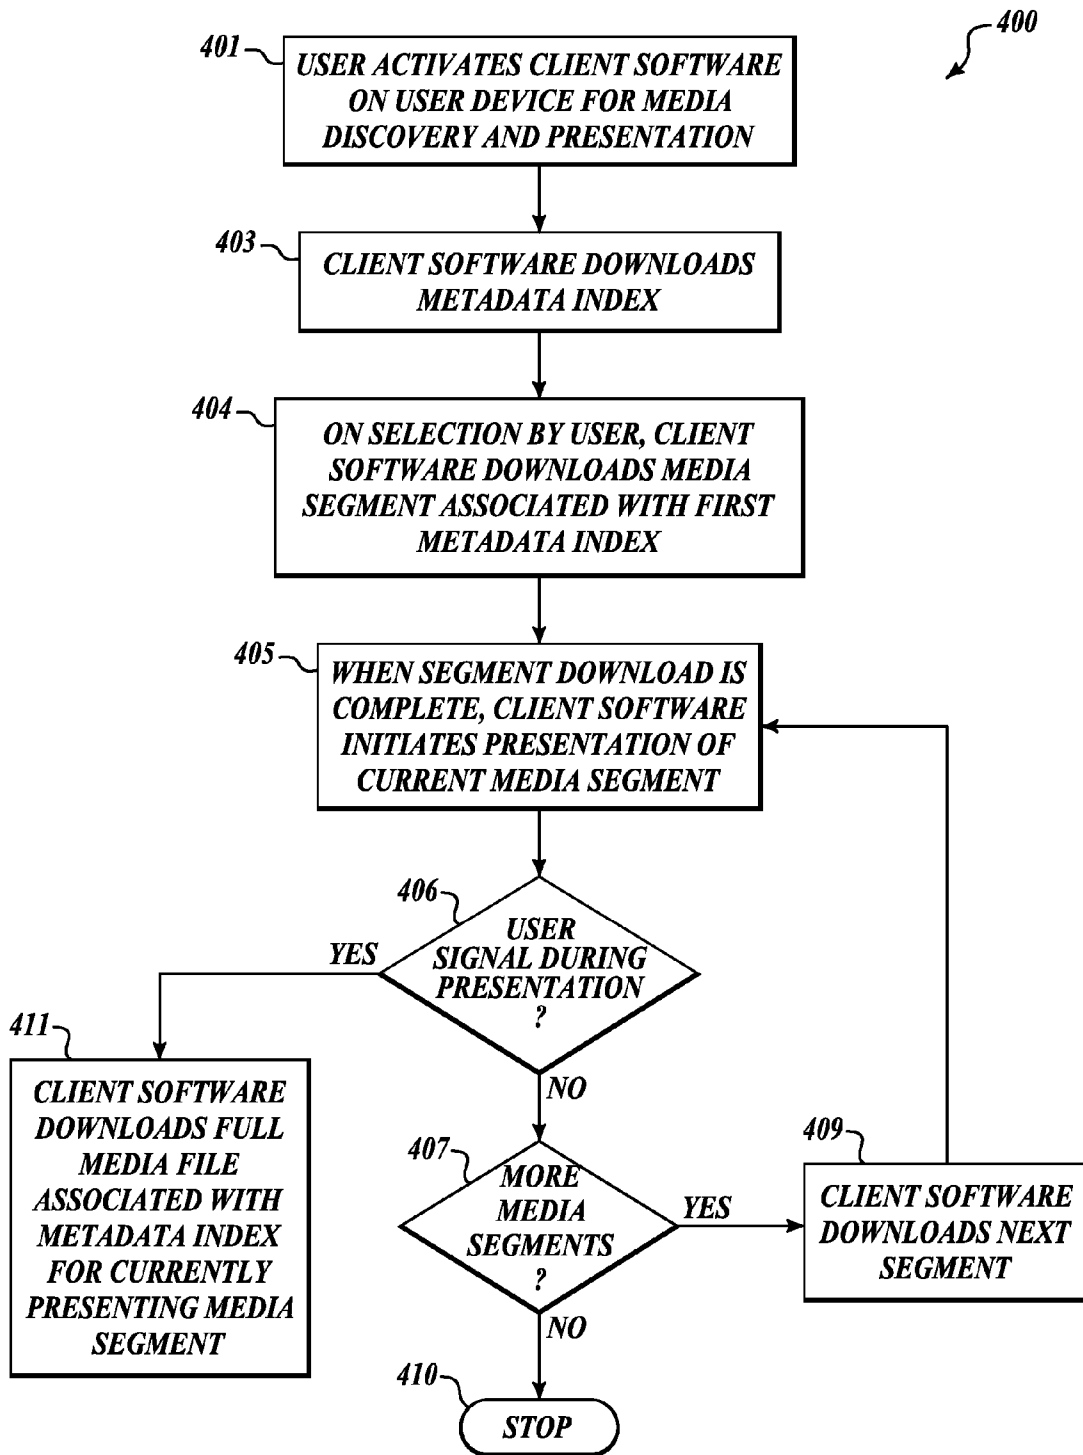 400
401
USER ACTIVATES CLIENT SOFTWARE
ON USER DEVICE FOR MEDIA
DISCOVERY AND PRESENTATION
403
CLIENT SOFTWARE DOWNLOADS
METADATA INDEX
404
ON SELECTION BY USER, CLIENT
SOFTWARE DOWNLOADS MEDIA
SEGMENT ASSOCIATED WITH FIRST
METADATA INDEX
405
WHEN SEGMENT DOWNLOAD IS
COMPLETE, CLIENT SOFTWARE
INITIATES PRESENTATION OF
CURRENT MEDIA SEGMENT
406
USER
SIGNAL DURING
PRESENTATION
?
YES
NO
411
CLIENT SOFTWARE
DOWNLOADS FULL
MEDIA FILE
ASSOCIATED WITH
METADATA INDEX
FOR CURRENTLY
PRESENTING MEDIA
SEGMENT
407
MORE
MEDIA
SEGMENTS
?
YES
NO
409
CLIENT SOFTWARE
DOWNLOADS NEXT
SEGMENT
410
STOP